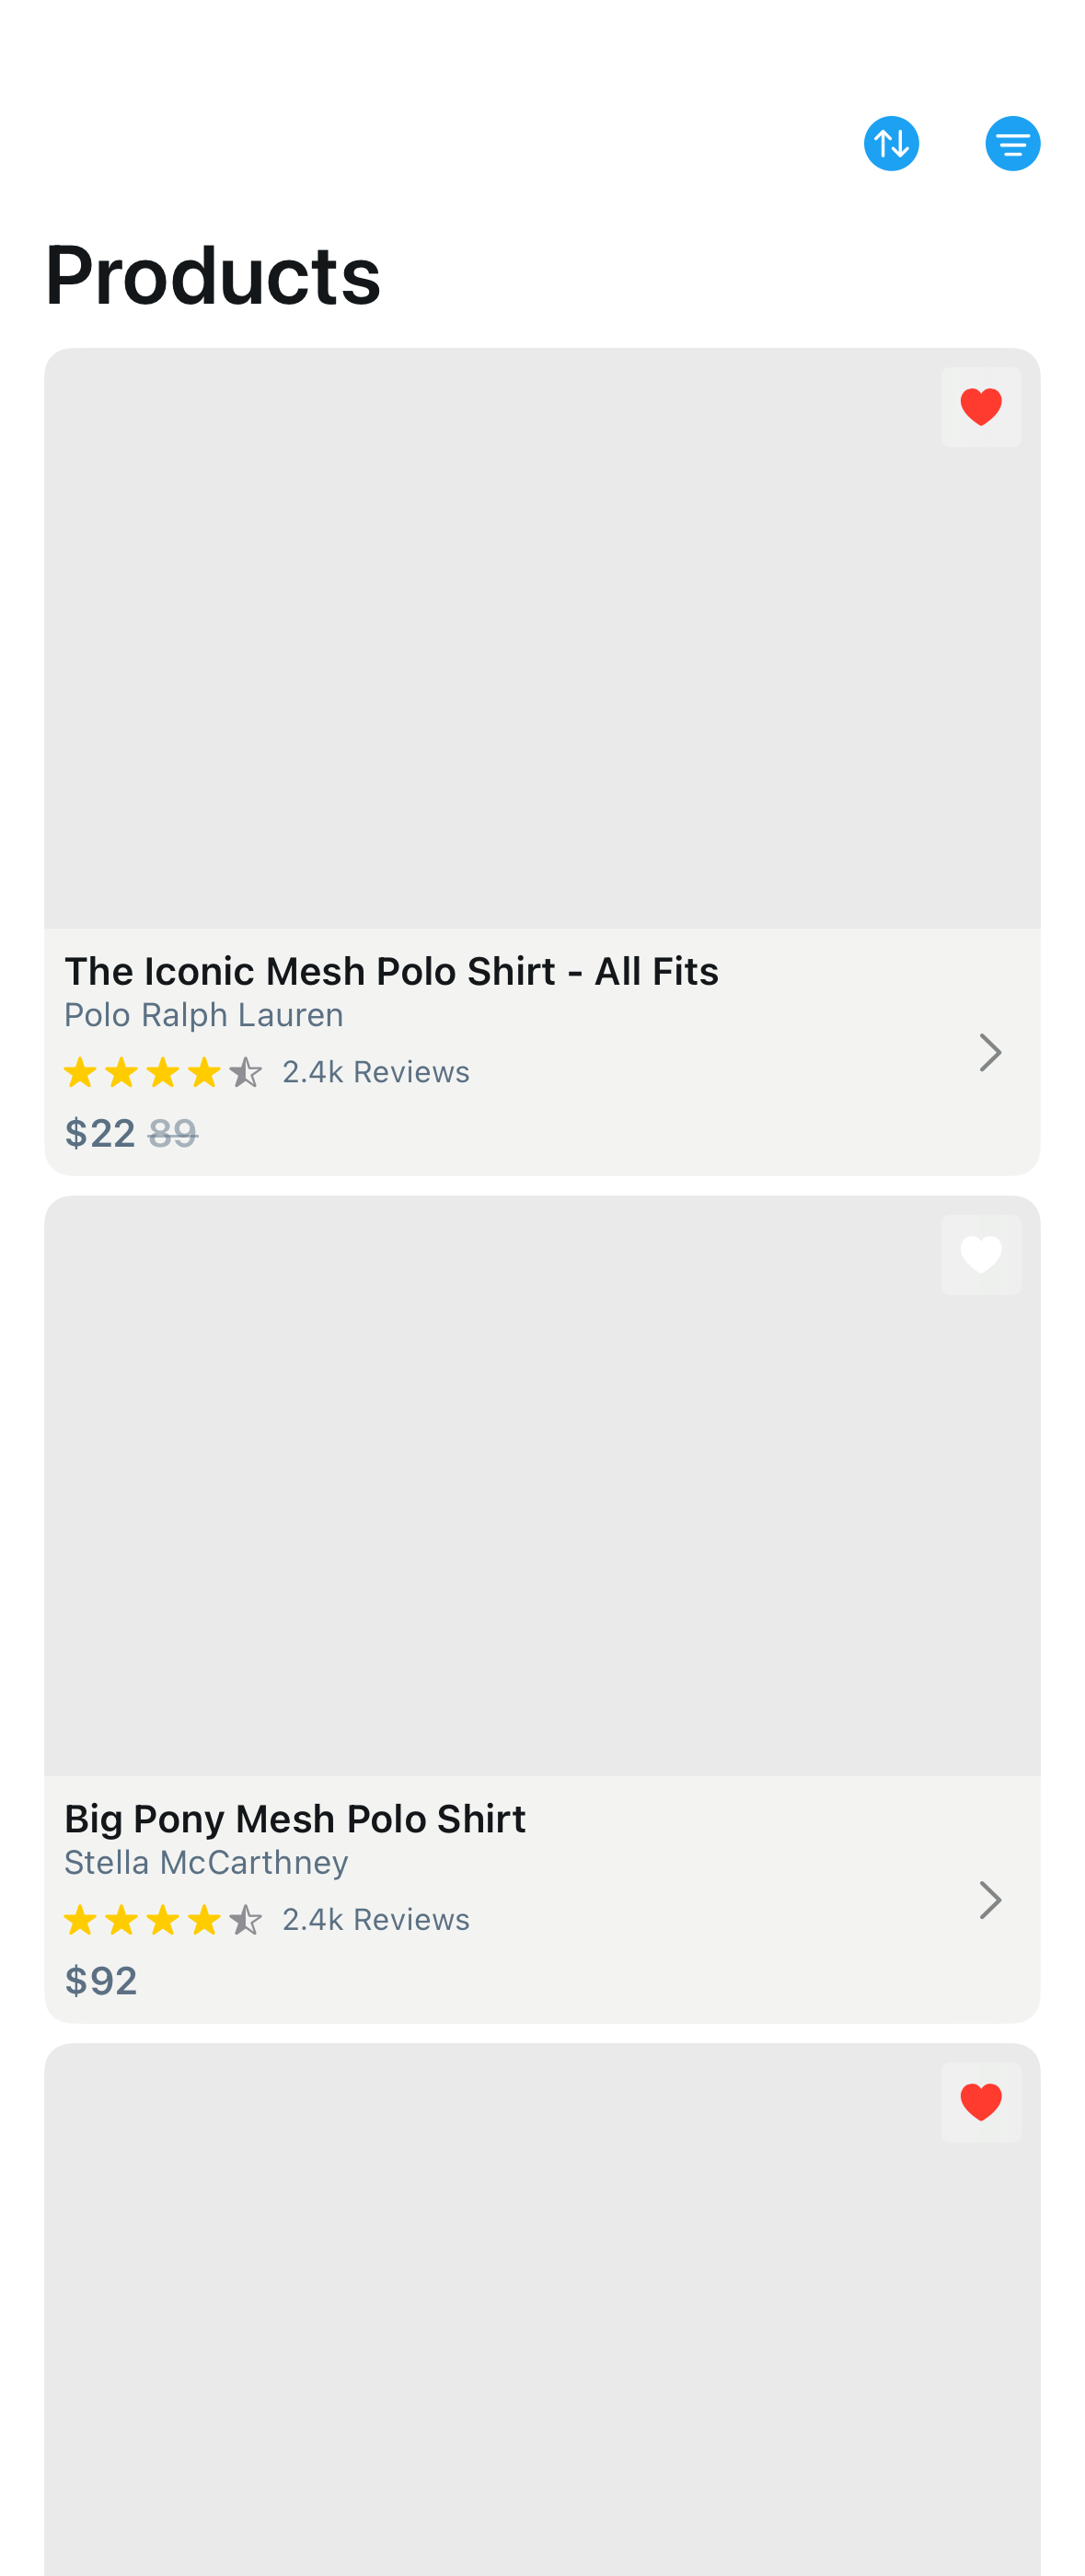 Products
The Iconic Mesh Polo Shirt - All Fits
Polo Ralph Lauren
2.4k Reviews
$22 89
Big Pony Mesh Polo Shirt
Stella McCarthney
2.4k Reviews
$92